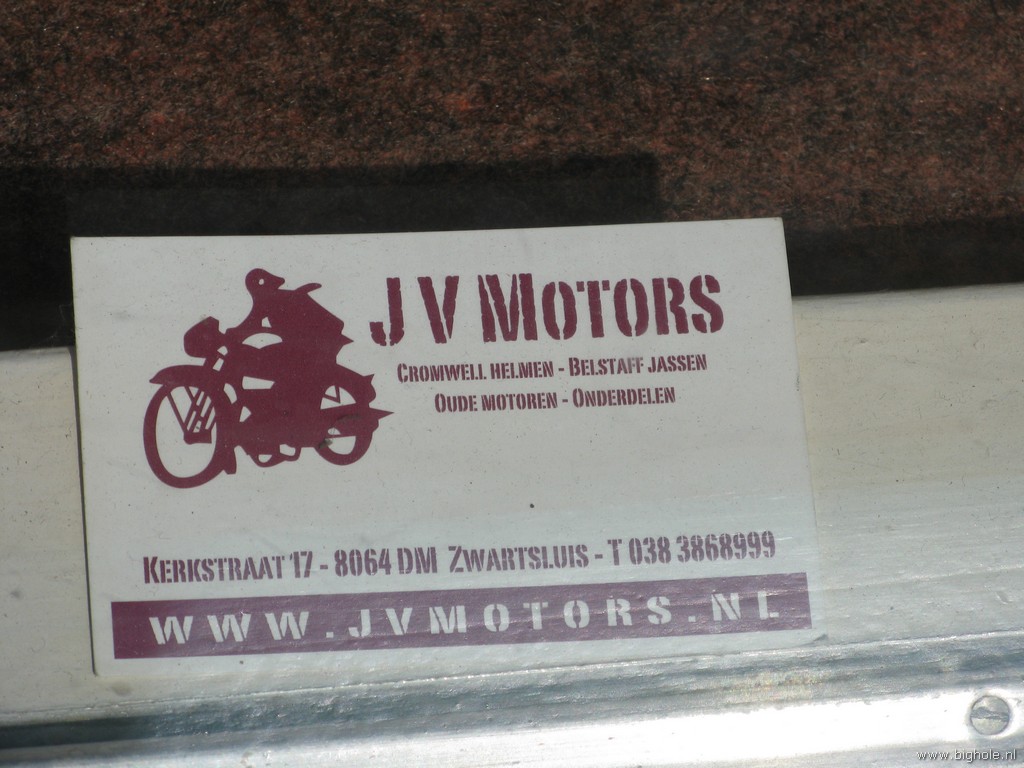 JV MOTORS
CROMWELL HELMEN - BELSTAFF JASSEN
OUDE MOTOREN - ONDERDELEN
KERKSTRAAT 17 - 8064 DM ZWARTSLUIS - T 038 3868999
WWW.JVMOTORS.NL
www.bighole.nl